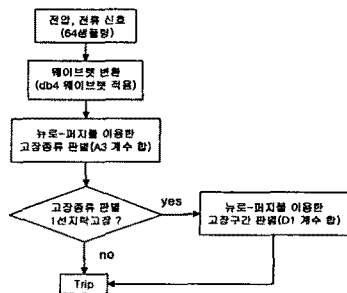 전압, 전류 신호
(64샘플링)
웨이브렛 변환
(db4 웨이브렛 적용)
뉴로-퍼지를 이용한
고장종류 판별(A3 계수 합)
고장종류 판별
1선지락고장 ?
yes
뉴로-퍼지를 이용한
고장구간 판별(D1 계수 합)
no
Trip